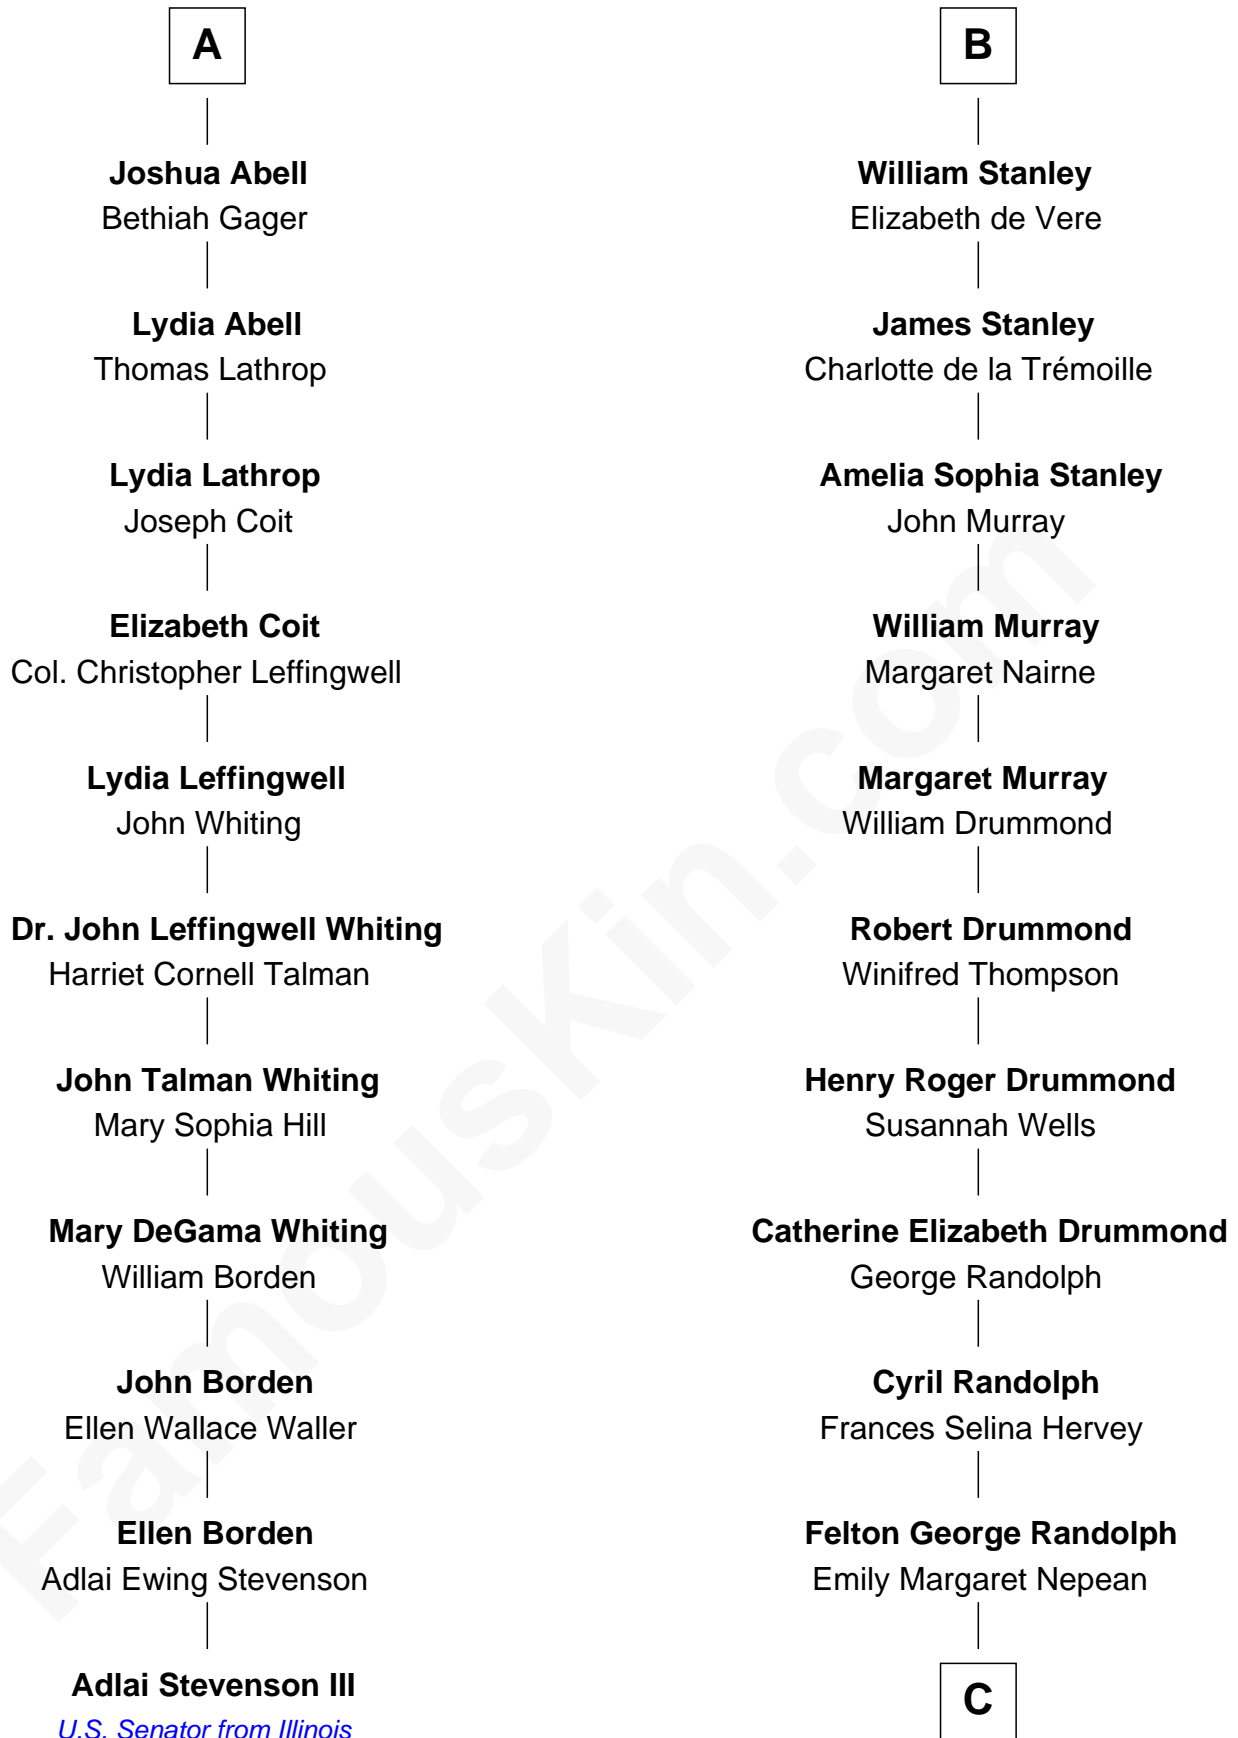 A
Joshua Abell
Bethiah Gager
Lydia Abell
Thomas Lathrop
Lydia Lathrop
Joseph Coit
Elizabeth Coit
Col. Christopher Leffingwell
Lydia Leffingwell
John Whiting
Dr. John Leffingwell Whiting
Harriet Cornell Talman
John Talman Whiting
Mary Sophia Hill
Mary DeGama Whiting
William Borden
John Borden
Ellen Wallace Waller
Ellen Borden
Adlai Ewing Stevenson
Adlai Stevenson III
U.S. Senator from Illinois
B
William Stanley
Elizabeth de Vere
James Stanley
Charlotte de la Trémoille
Amelia Sophia Stanley
John Murray
William Murray
Margaret Nairne
Margaret Murray
William Drummond
Robert Drummond
Winifred Thompson
Henry Roger Drummond
Susannah Wells
Catherine Elizabeth Drummond
George Randolph
Cyril Randolph
Frances Selina Hervey
Felton George Randolph
Emily Margaret Nepean
C
FamousKin.com